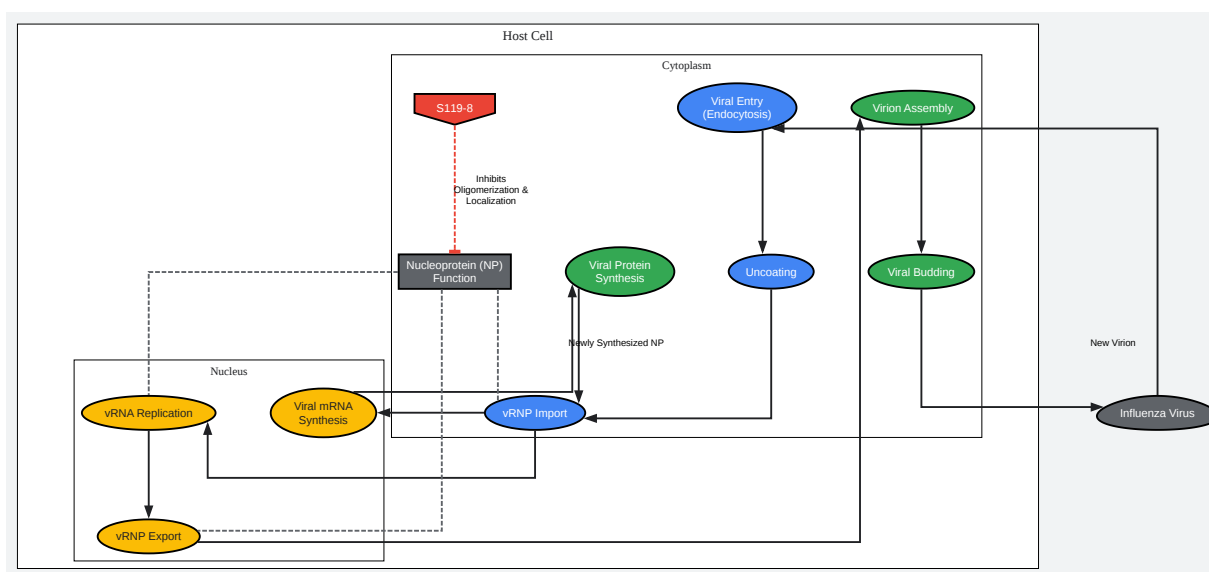 Host Cell
Cytoplasm
S119-8
Viral Entry
(Endocytosis)
Virion Assembly
Inhibits
Oligomerization &
Localization
Nucleoprotein (NP)
Function
Viral Protein
Synthesis
Uncoating
Viral Budding
Newly Synthesized NP
New Virion
Nucleus
vRNA Replication
Viral mRNA
Synthesis
vRNP Import
Influenza Virus
vRNP Export